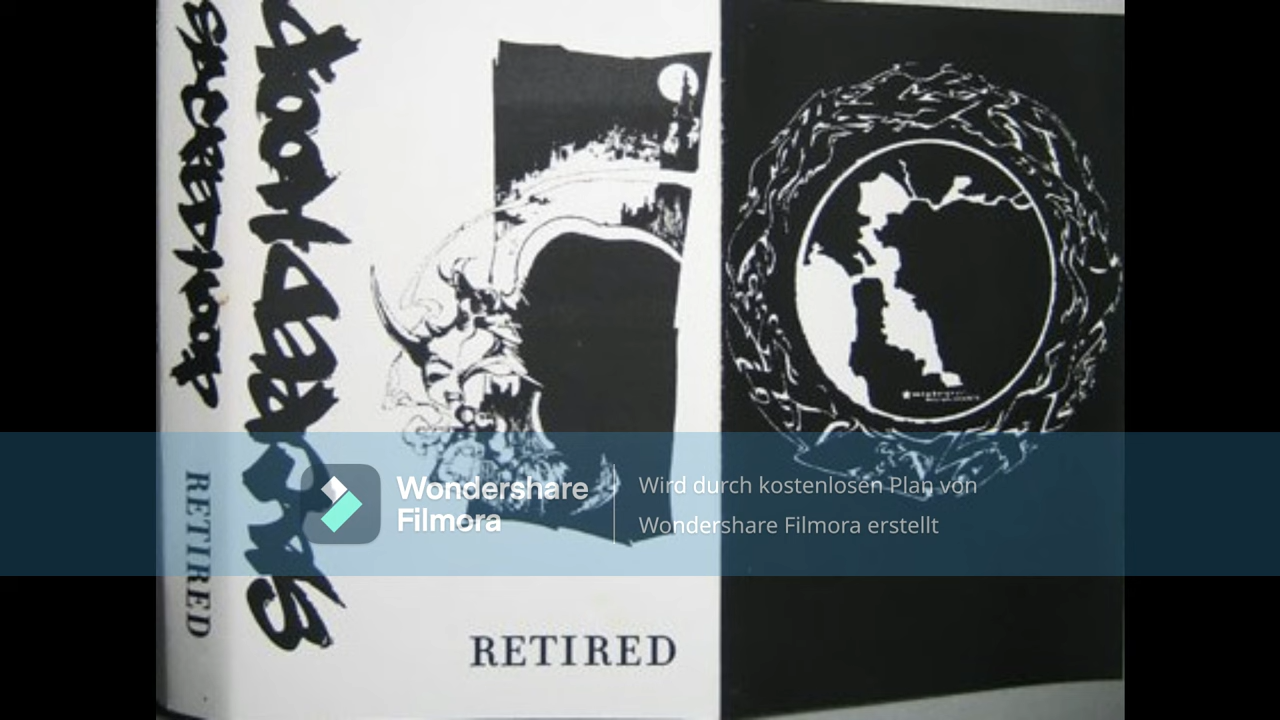 SACRED HOOP
RETIRED
RETIRED
Wondershare
Filmora
Wird durch kostenlosen Plan von
Wondershare Filmora erstellt